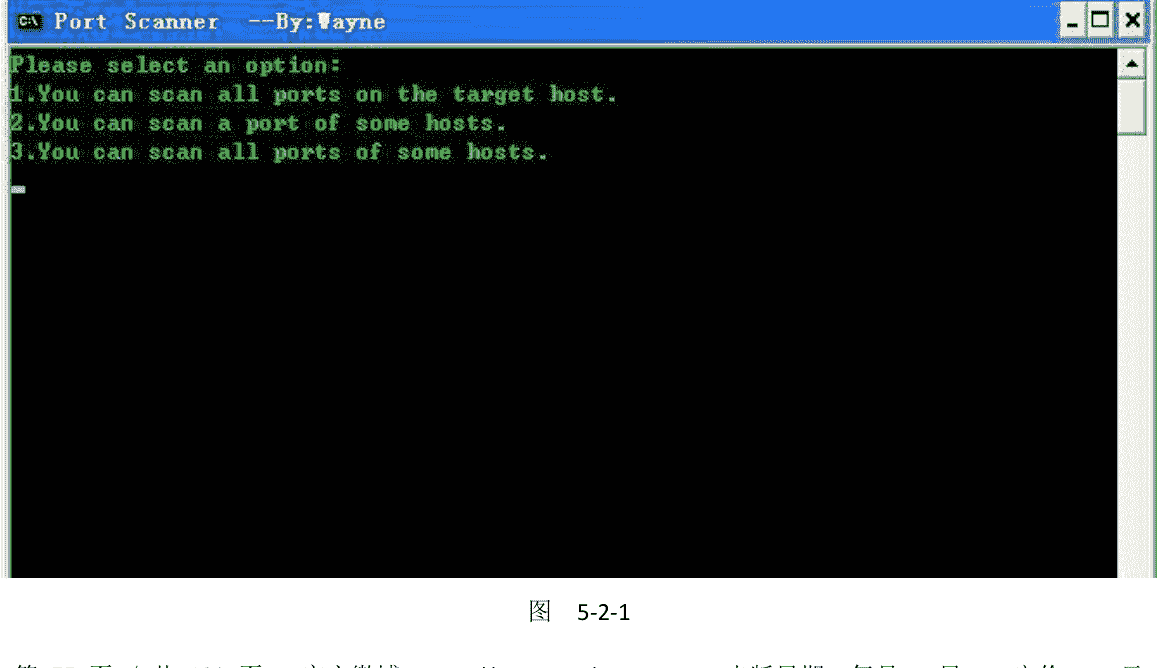 Port Scanner --By:Wayne
Please select an option:
1.You can scan all ports on the target host.
2.You can scan a port of some hosts.
3.You can scan all ports of some hosts.
图 5-2-1